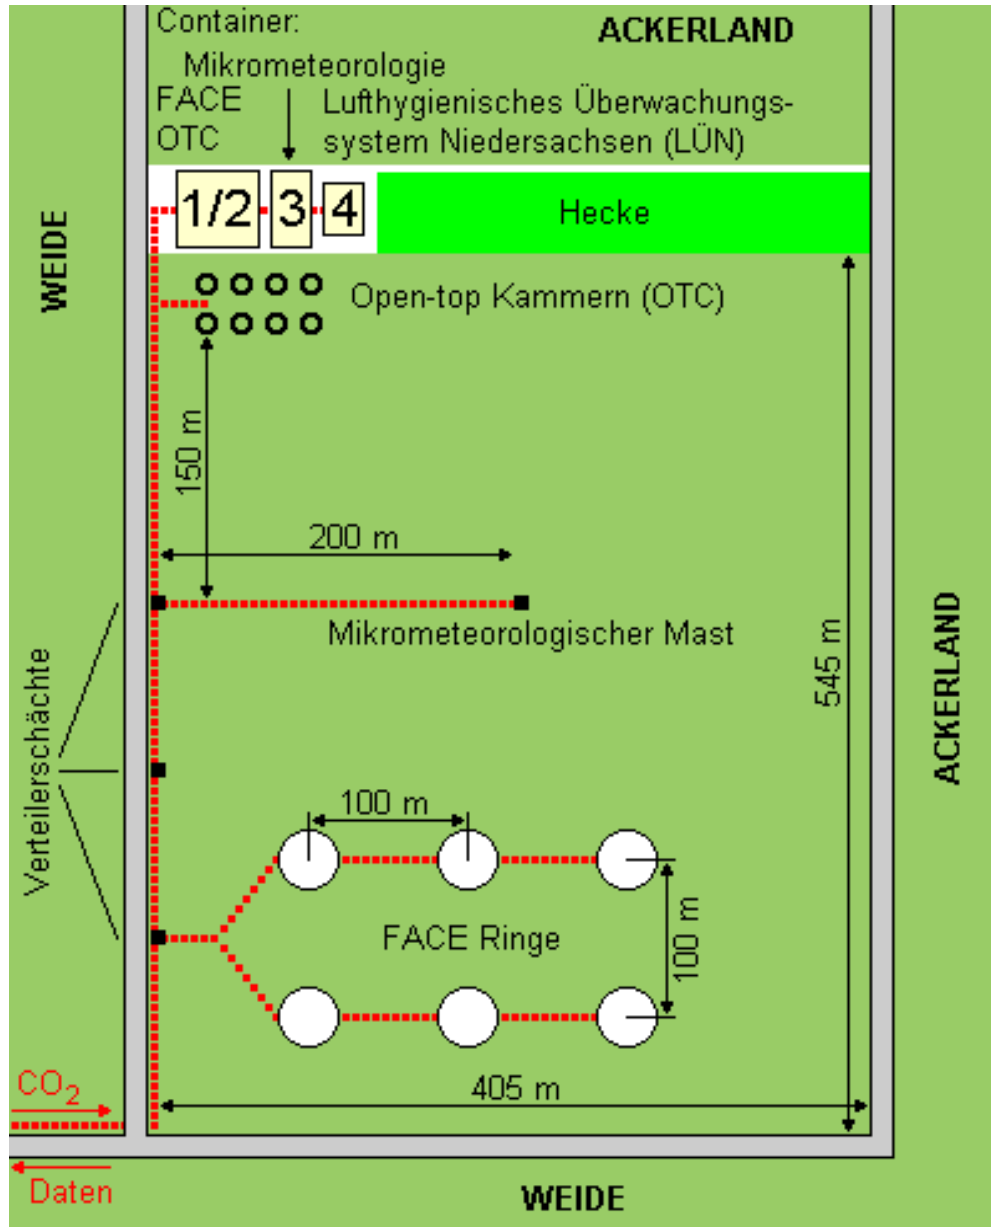 Container:
ACKERLAND
Mikrometeorologie
FACE
Lufthygienisches Überwachungs-
OTC
system Niedersachsen (LÜN)
1/2
3
4
Hecke
WEIDE
Open-top Kammern (OTC)
150 m
200 m
Mikrometeorologischer Mast
545 m
ACKERLAND
Verteilerschächte
100 m
FACE Ringe
100 m
CO2
405 m
Daten
WEIDE